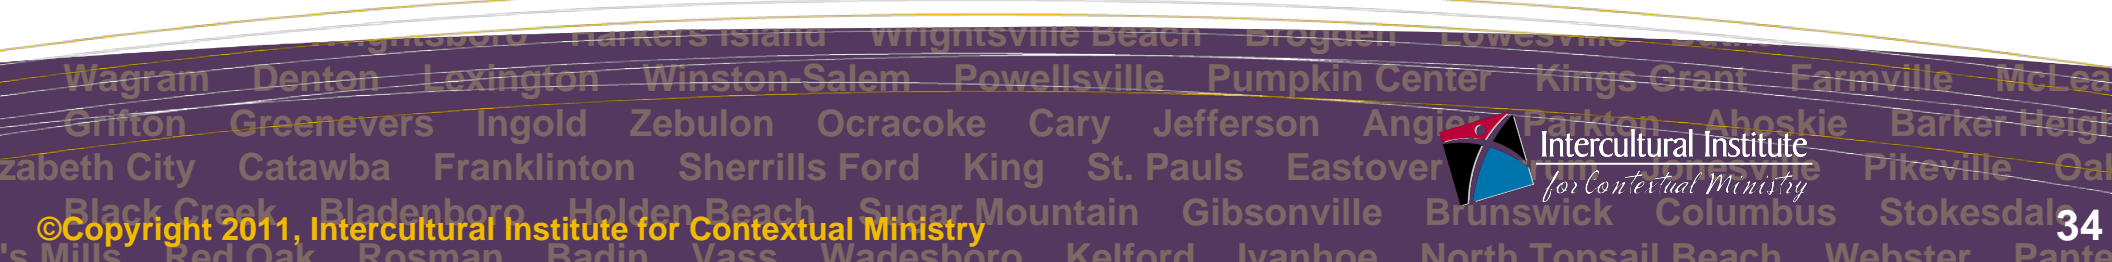 Harkers Island Wrightsville Beach Brogden
Wagram Denton Lexington Winston-Salem Powellsville Pumpkin Center Kings Grant Farmville McLea
Grifton Greenevers Ingold Zebulon Ocracoke Cary Jefferson Angier Parkton Ahoskie Barker Heigh
zabeth City Catawba Franklinton Sherrills Ford King St. Pauls Eastover Jonesville Pikeville Oak
Intercultural Institute
for Contextual Ministry
Black Creek Bladenboro Holden Beach Sugar Mountain Gibsonville Brunswick Columbus Stokesdale
©Copyright 2011, Intercultural Institute for Contextual Ministry
34
's Mills Red Oak Rosman Badin Vass Wadesboro Kelford Ivanhoe North Topsail Beach Webster Pante